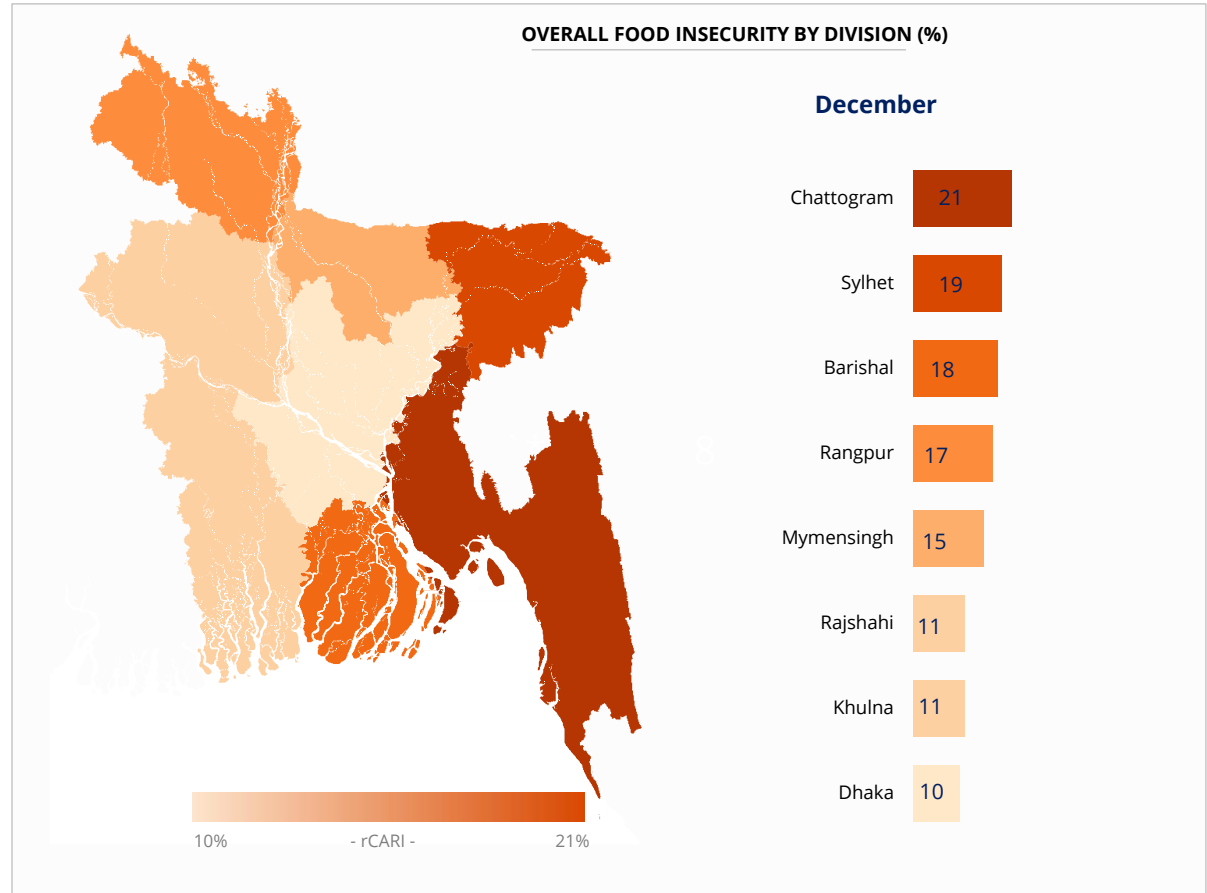 OVERALL FOOD INSECURITY BY DIVISION (%)
December
Chattogram 21
Sylhet 19
Barishal 18
Rangpur 17
Mymensingh 15
Rajshahi 11
Khulna 11
Dhaka 10
10% - rCARI - 21%
8